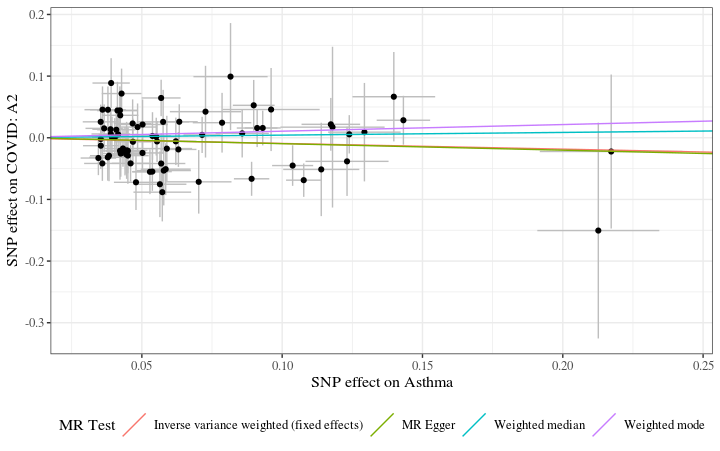 0.2
0.1
0.0
-0.1
-0.2
-0.3
SNP effect on COVID: A2
0.05
0.10
0.15
0.20
0.25
SNP effect on Asthma
MR Test
Inverse variance weighted (fixed effects)
MR Egger
Weighted median
Weighted mode